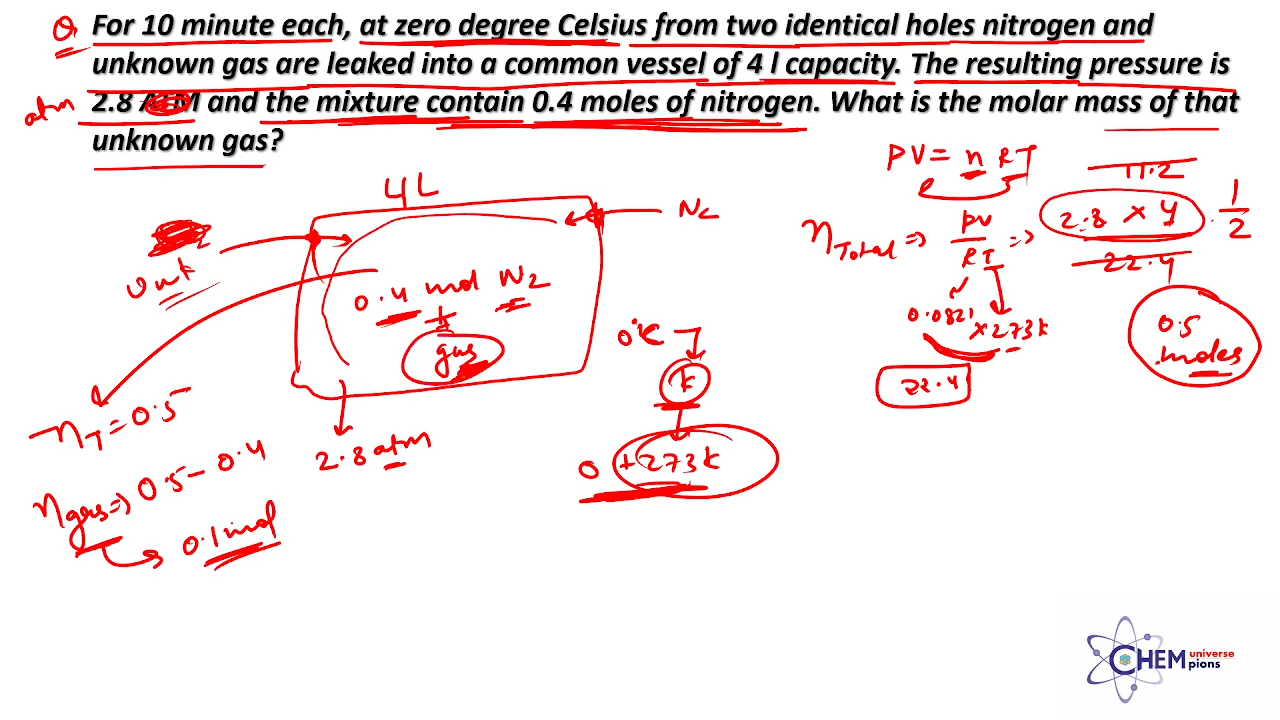 Q For 10 minute each, at zero degree Celsius from two identical holes nitrogen and
unknown gas are leaked into a common vessel of 4 l capacity. The resulting pressure is
atm 2.8 and the mixture contain 0.4 moles of nitrogen. What is the molar mass of that
unknown gas?
PV = n RT
11.2
4L
N2
nTotal => PV/RT => 2.8 x 4 / 22.4 . 1/2
unk
0.4 mol N2
+
gas
0.0821 x 273k
0.5
moles
0°C
k
22.4
nT = 0.5
2.8 atm
0 + 273k
ngas => 0.5 - 0.4
0.1 mol
CHEM universe
pions